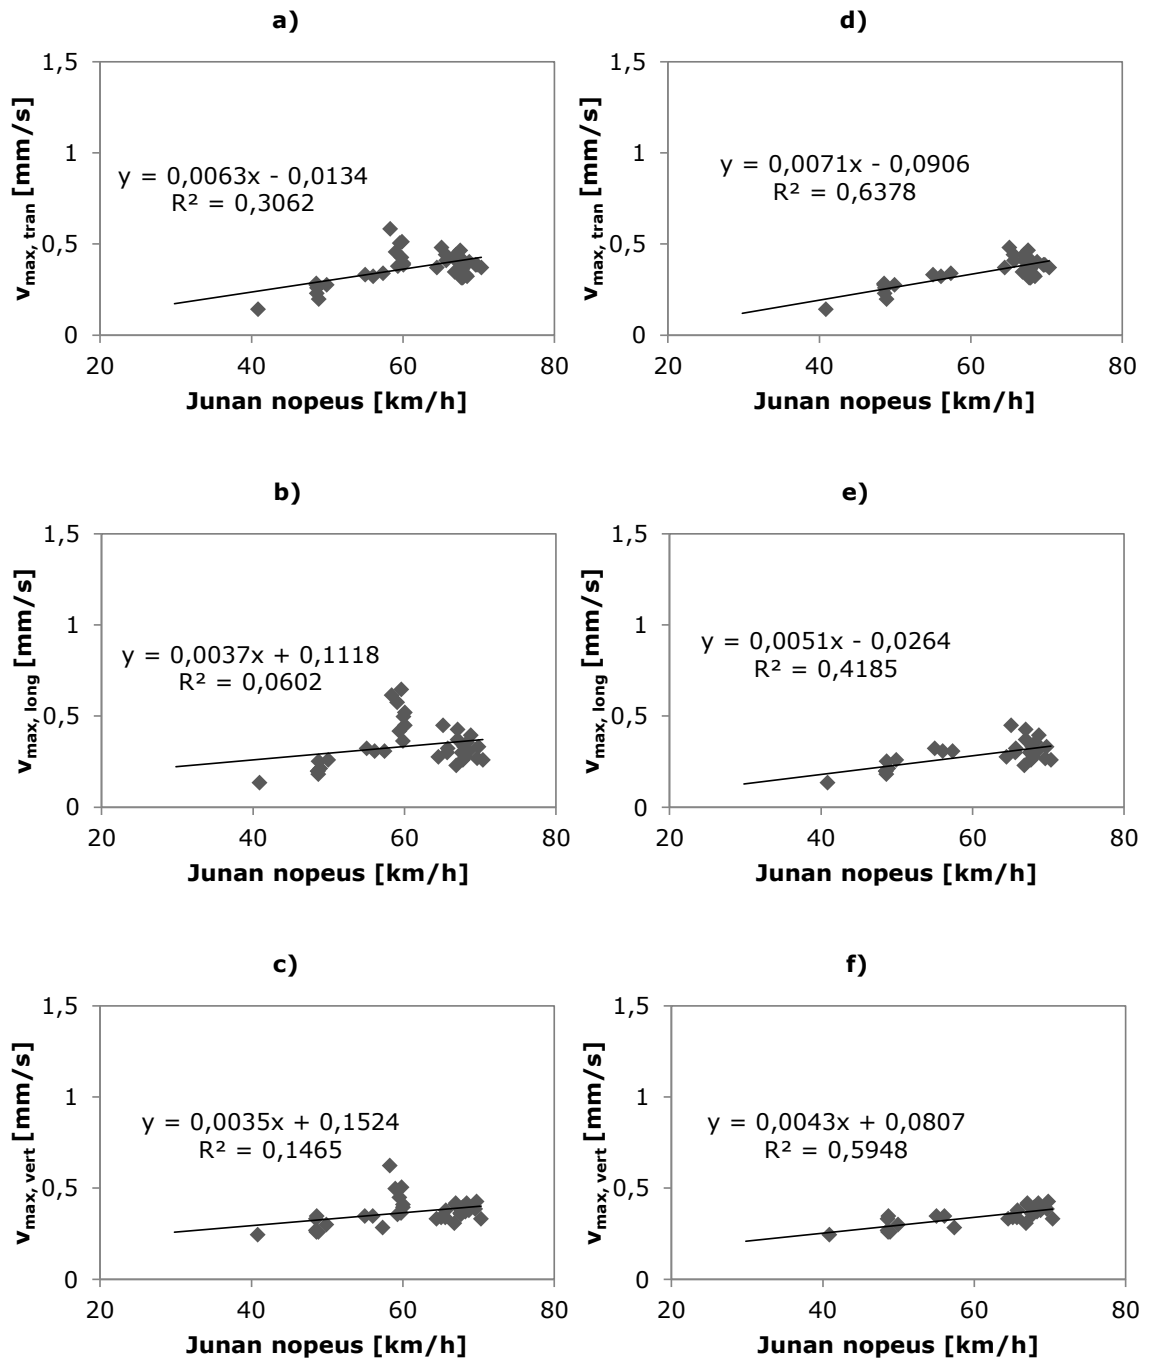 a)
1,5
1
0,5
0
v_max, tran [mm/s]
y = 0,0063x - 0,0134
R² = 0,3062
20 40 60 80
Junan nopeus [km/h]
d)
1,5
1
0,5
0
v_max, tran [mm/s]
y = 0,0071x - 0,0906
R² = 0,6378
20 40 60 80
Junan nopeus [km/h]
b)
1,5
1
0,5
0
v_max, long [mm/s]
y = 0,0037x + 0,1118
R² = 0,0602
20 40 60 80
Junan nopeus [km/h]
e)
1,5
1
0,5
0
v_max, long [mm/s]
y = 0,0051x - 0,0264
R² = 0,4185
20 40 60 80
Junan nopeus [km/h]
c)
1,5
1
0,5
0
v_max, vert [mm/s]
y = 0,0035x + 0,1524
R² = 0,1465
20 40 60 80
Junan nopeus [km/h]
f)
1,5
1
0,5
0
v_max, vert [mm/s]
y = 0,0043x + 0,0807
R² = 0,5948
20 40 60 80
Junan nopeus [km/h]